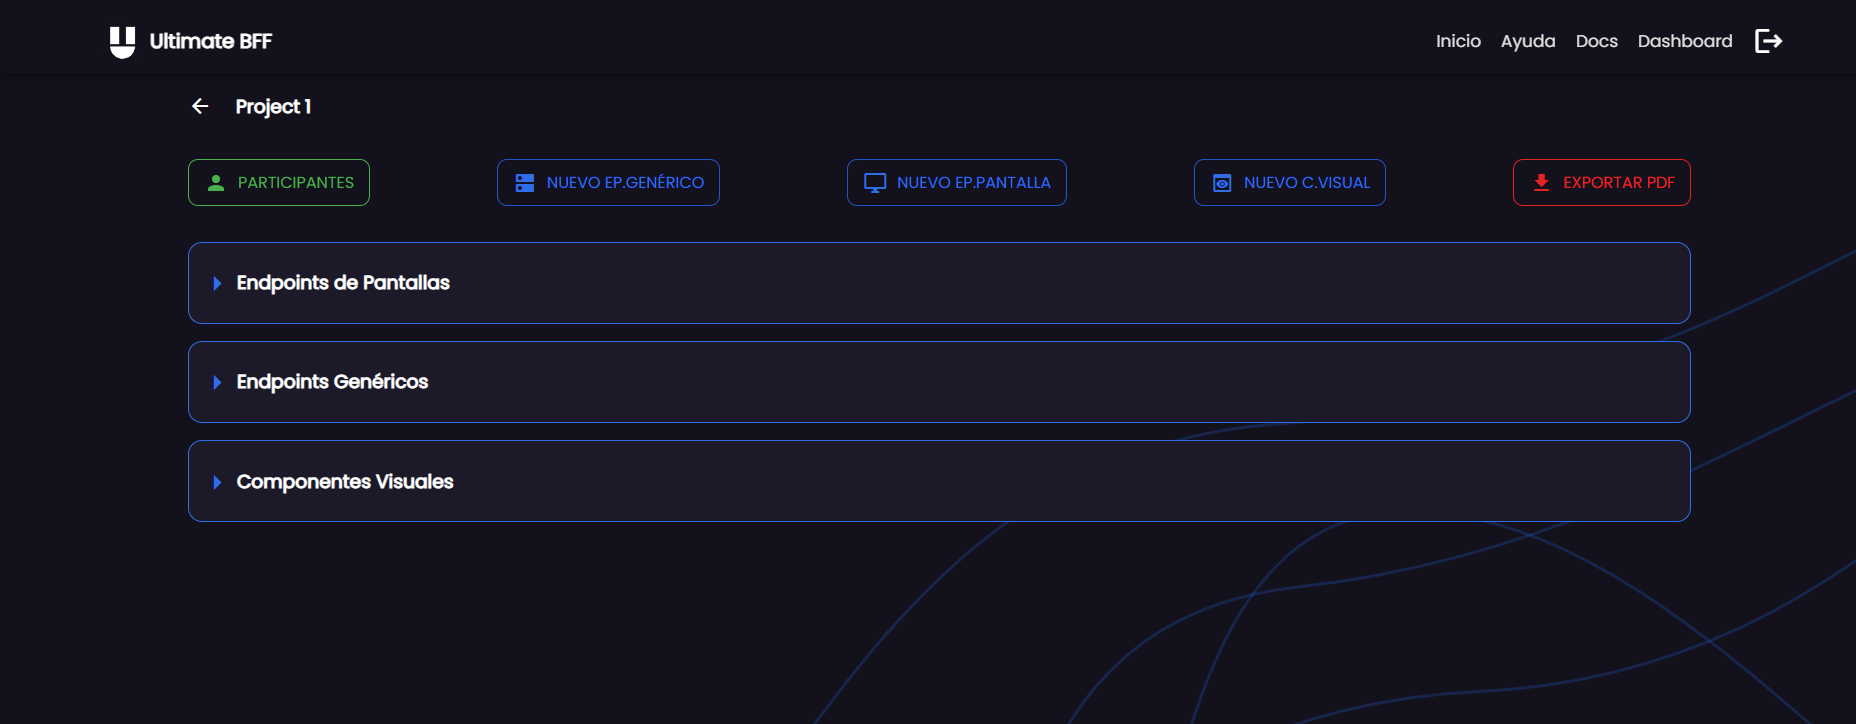 Ultimate BFF
Inicio Ayuda Docs Dashboard
Project 1
PARTICIPANTES
NUEVO EP.GENÉRICO
NUEVO EP.PANTALLA
NUEVO C.VISUAL
EXPORTAR PDF
Endpoints de Pantallas
Endpoints Genéricos
Componentes Visuales